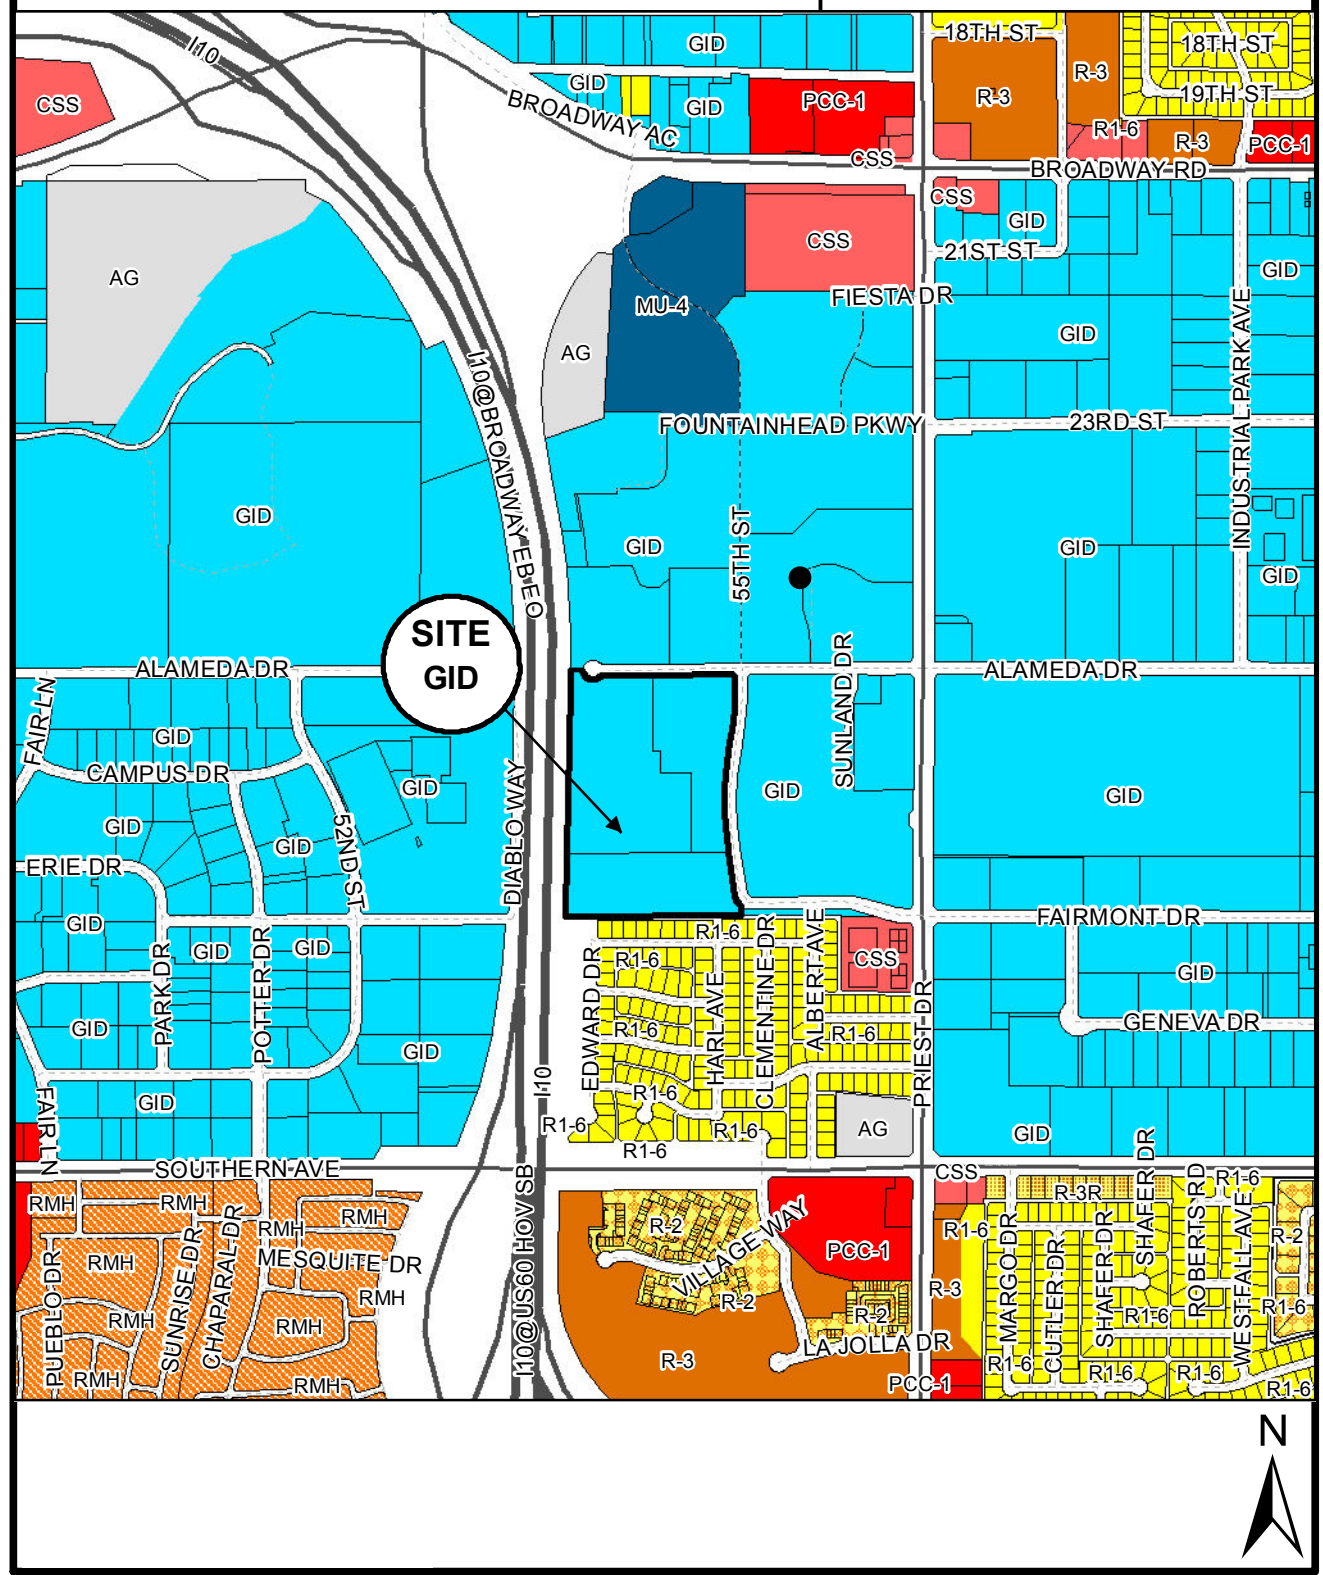 I10
GID
18TH ST
18TH ST
CSS
GID
GID
PCC-1
R-3
R-3
19TH ST
BROADWAY AC
R1-6
R-3
PCC-1
CSS
BROADWAY RD
CSS
GID
CSS
21ST ST
GID
AG
MU-4
FIESTA DR
GID
AG
I10@BROADWAY EB EO
INDUSTRIAL PARK AVE
FOUNTAINHEAD PKWY
23RD ST
GID
GID
55TH ST
GID
GID
SITE
GID
ALAMEDA DR
SUNLAND DR
ALAMEDA DR
FAIR LN
GID
CAMPUS DR
GID
DIABLO WAY
GID
GID
GID
GID
52ND ST
ERIE DR
GID
GID
GID
PARK DR
POTTER DR
R1-6
CLEMENTINE DR
ALBERT AVE
FAIRMONT DR
R1-6
CSS
GID
EDWARD DR
HARL AVE
PRIEST DR
GID
R1-6
R1-6
GENEVA DR
GID
I10
GID
R1-6
R1-6
R1-6
AG
GID
FAIR LN
R1-6
SOUTHERN AVE
I10@US60 HOV SB
CSS
SHAFER DR
R1-6
RMH
RMH
RMH
RMH
R-2
VILLAGE WAY
R-3R
R1-6
ROBERTS RD
WESTFALL AVE
R-2
RMH
MESQUITE DR
PCC-1
PUEBLO DR
SUNRISE DR
CHAPARAL DR
RMH
R-2
R-2
R-3
MARGO DR
CUTLER DR
SHAFER DR
R1-6
R1-6
RMH
RMH
R-3
LA JOLLA DR
R1-6
RMH
RMH
PCC-1
R1-6
R1-6
R1-6
N